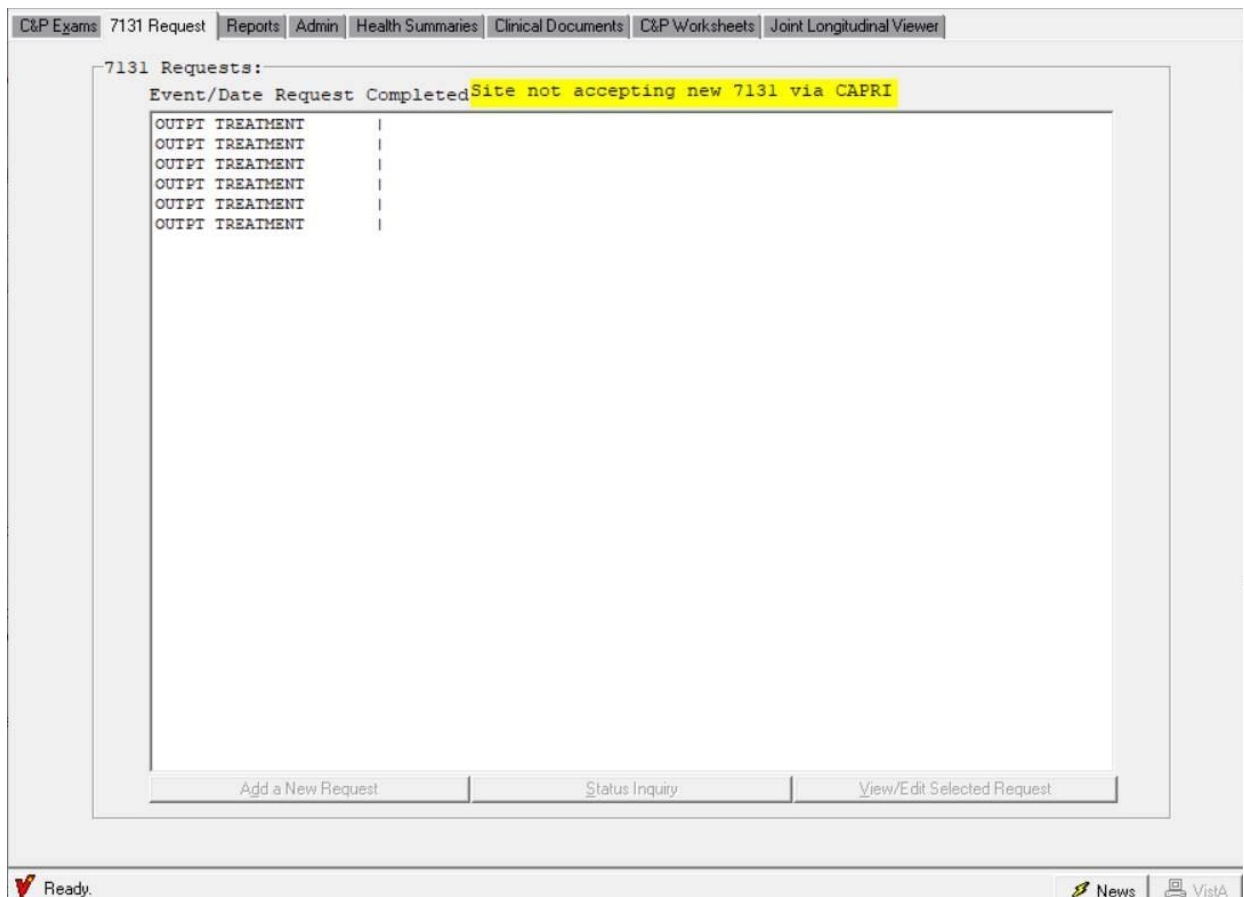 C&P Exams 7131 Request Reports Admin Health Summaries Clinical Documents C&P Worksheets Joint Longitudinal Viewer
7131 Requests:
Event/Date Request Completed Site not accepting new 7131 via CAPRI
OUTPT TREATMENT |
OUTPT TREATMENT |
OUTPT TREATMENT |
OUTPT TREATMENT |
OUTPT TREATMENT |
OUTPT TREATMENT |
Add a New Request Status Inquiry View/Edit Selected Request
Ready. News VistA